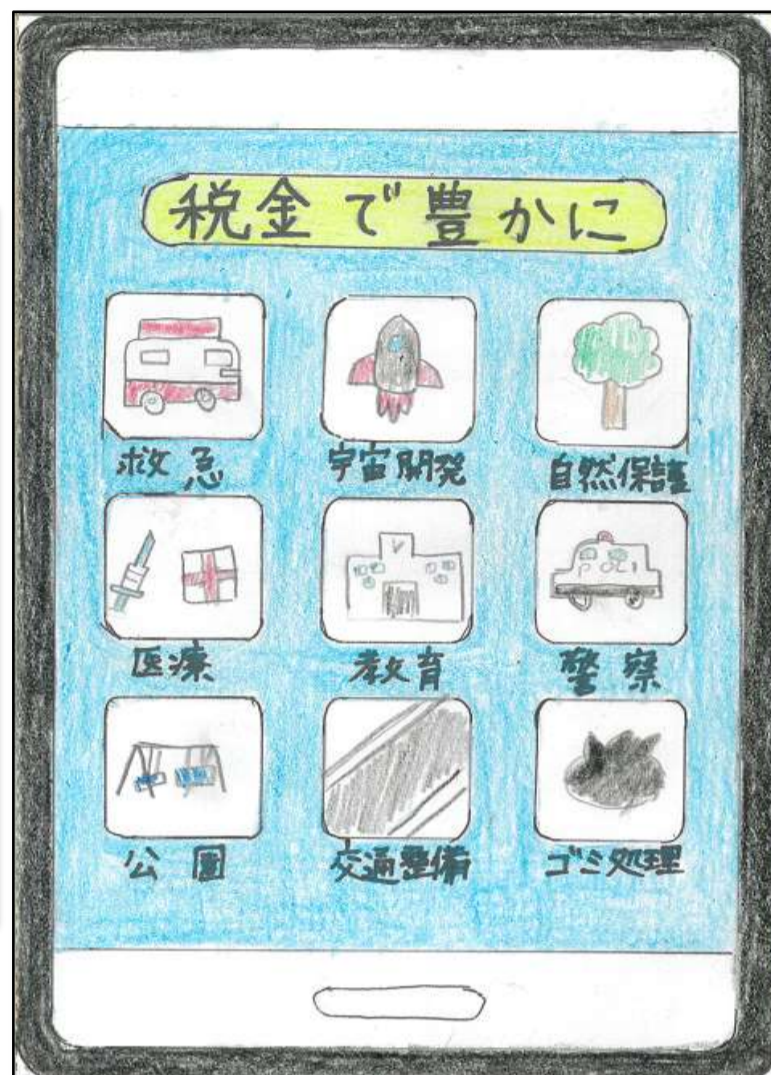 税金で豊かに
救急 宇宙開発 自然保護
医療 教育 警察
公園 交通整備 ゴミ処理